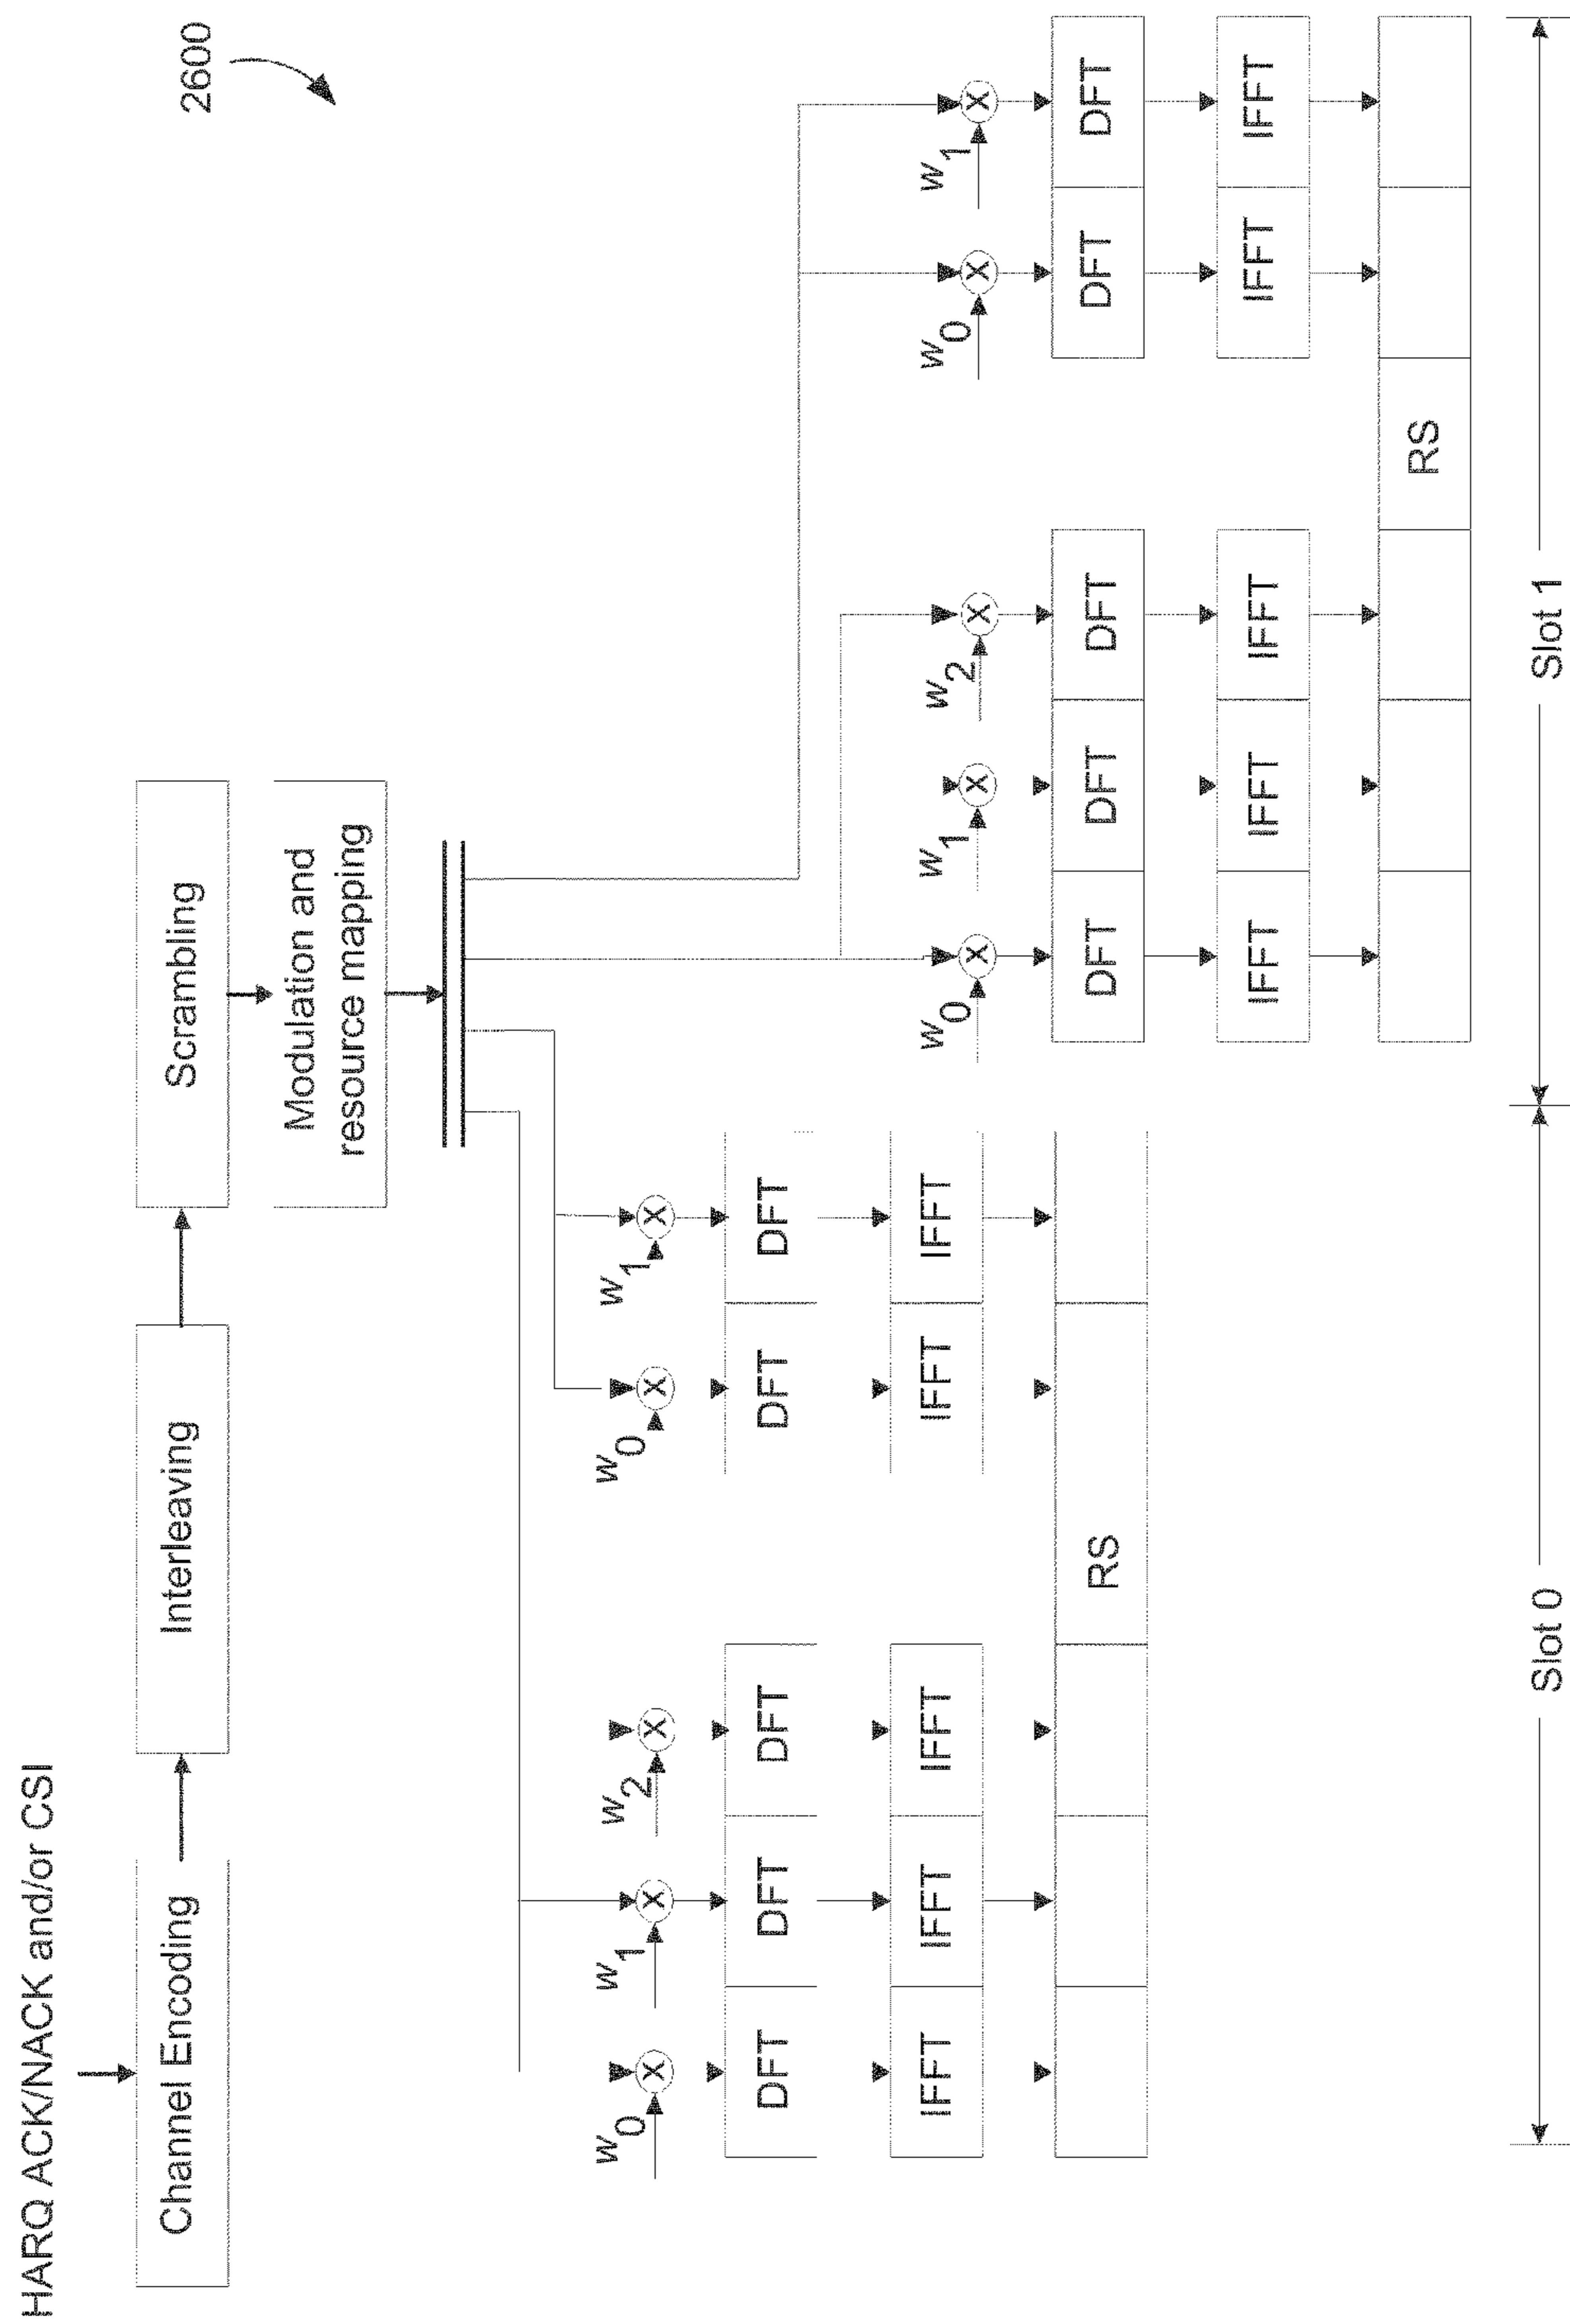 2600
HARQ ACK/NACK and/or CSI
Channel Encoding
Interleaving
Scrambling
Modulation and
resource mapping
w0
w1
w2
w0
w1
X
X
X
X
X
DFT
DFT
DFT
DFT
DFT
IFFT
IFFT
IFFT
IFFT
IFFT
RS
w0
w1
w2
w0
w1
X
X
X
X
X
DFT
DFT
DFT
DFT
DFT
IFFT
IFFT
IFFT
IFFT
IFFT
RS
Slot 0
Slot 1